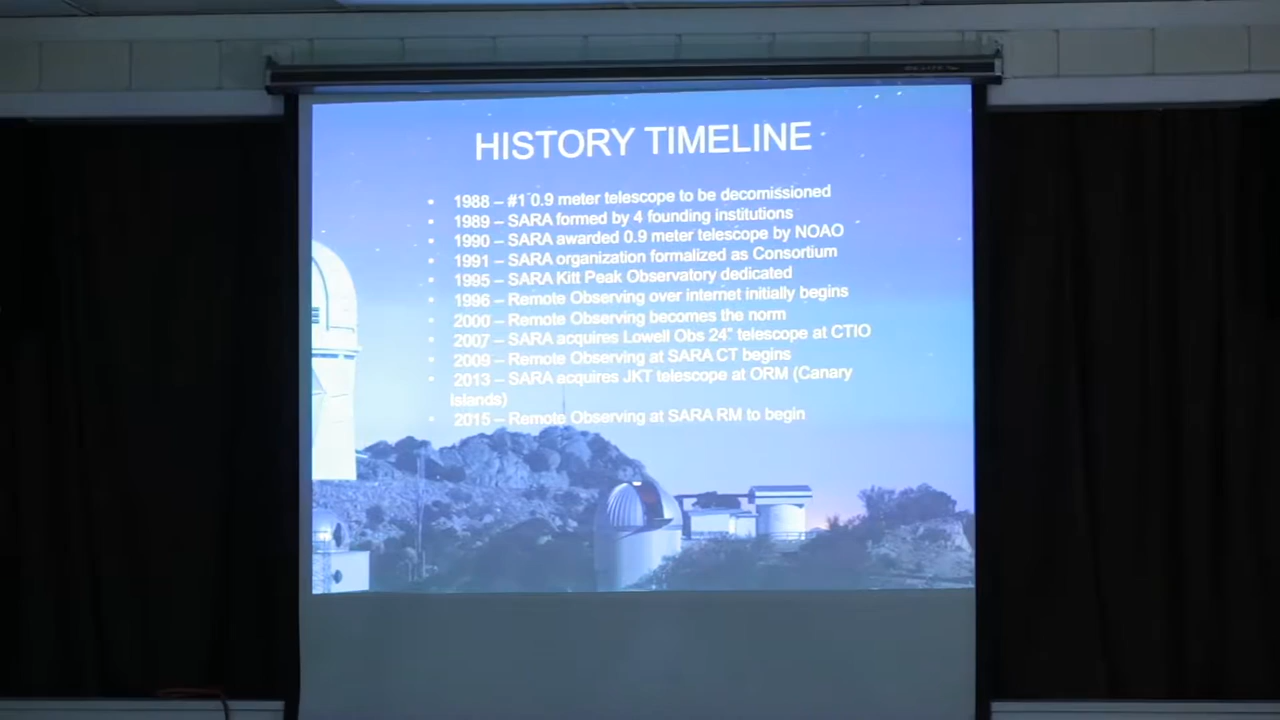 HISTORY TIMELINE
• 1988 – #1 0.9 meter telescope to be decomissioned
• 1989 – SARA formed by 4 founding institutions
• 1990 – SARA awarded 0.9 meter telescope by NOAO
• 1991 – SARA organization formalized as Consortium
• 1995 – SARA Kitt Peak Observatory dedicated
• 1996 – Remote Observing over internet initially begins
• 2000 – Remote Observing becomes the norm
• 2007 – SARA acquires Lowell Obs 24" telescope at CTIO
• 2009 – Remote Observing at SARA CT begins
• 2013 – SARA acquires JKT telescope at ORM (Canary
Islands)
• 2015 – Remote Observing at SARA RM to begin